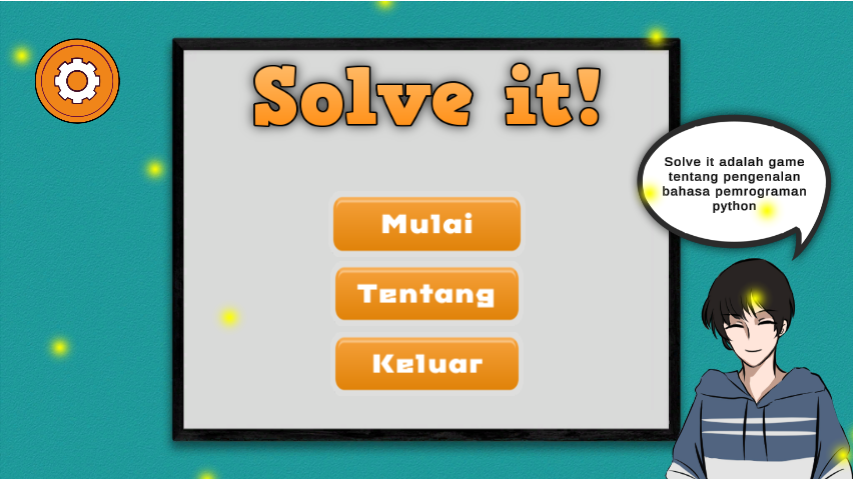 Solve it!
Solve it adalah game
tentang pengenalan
bahasa pemrograman
python
Mulai
Tentang
Keluar